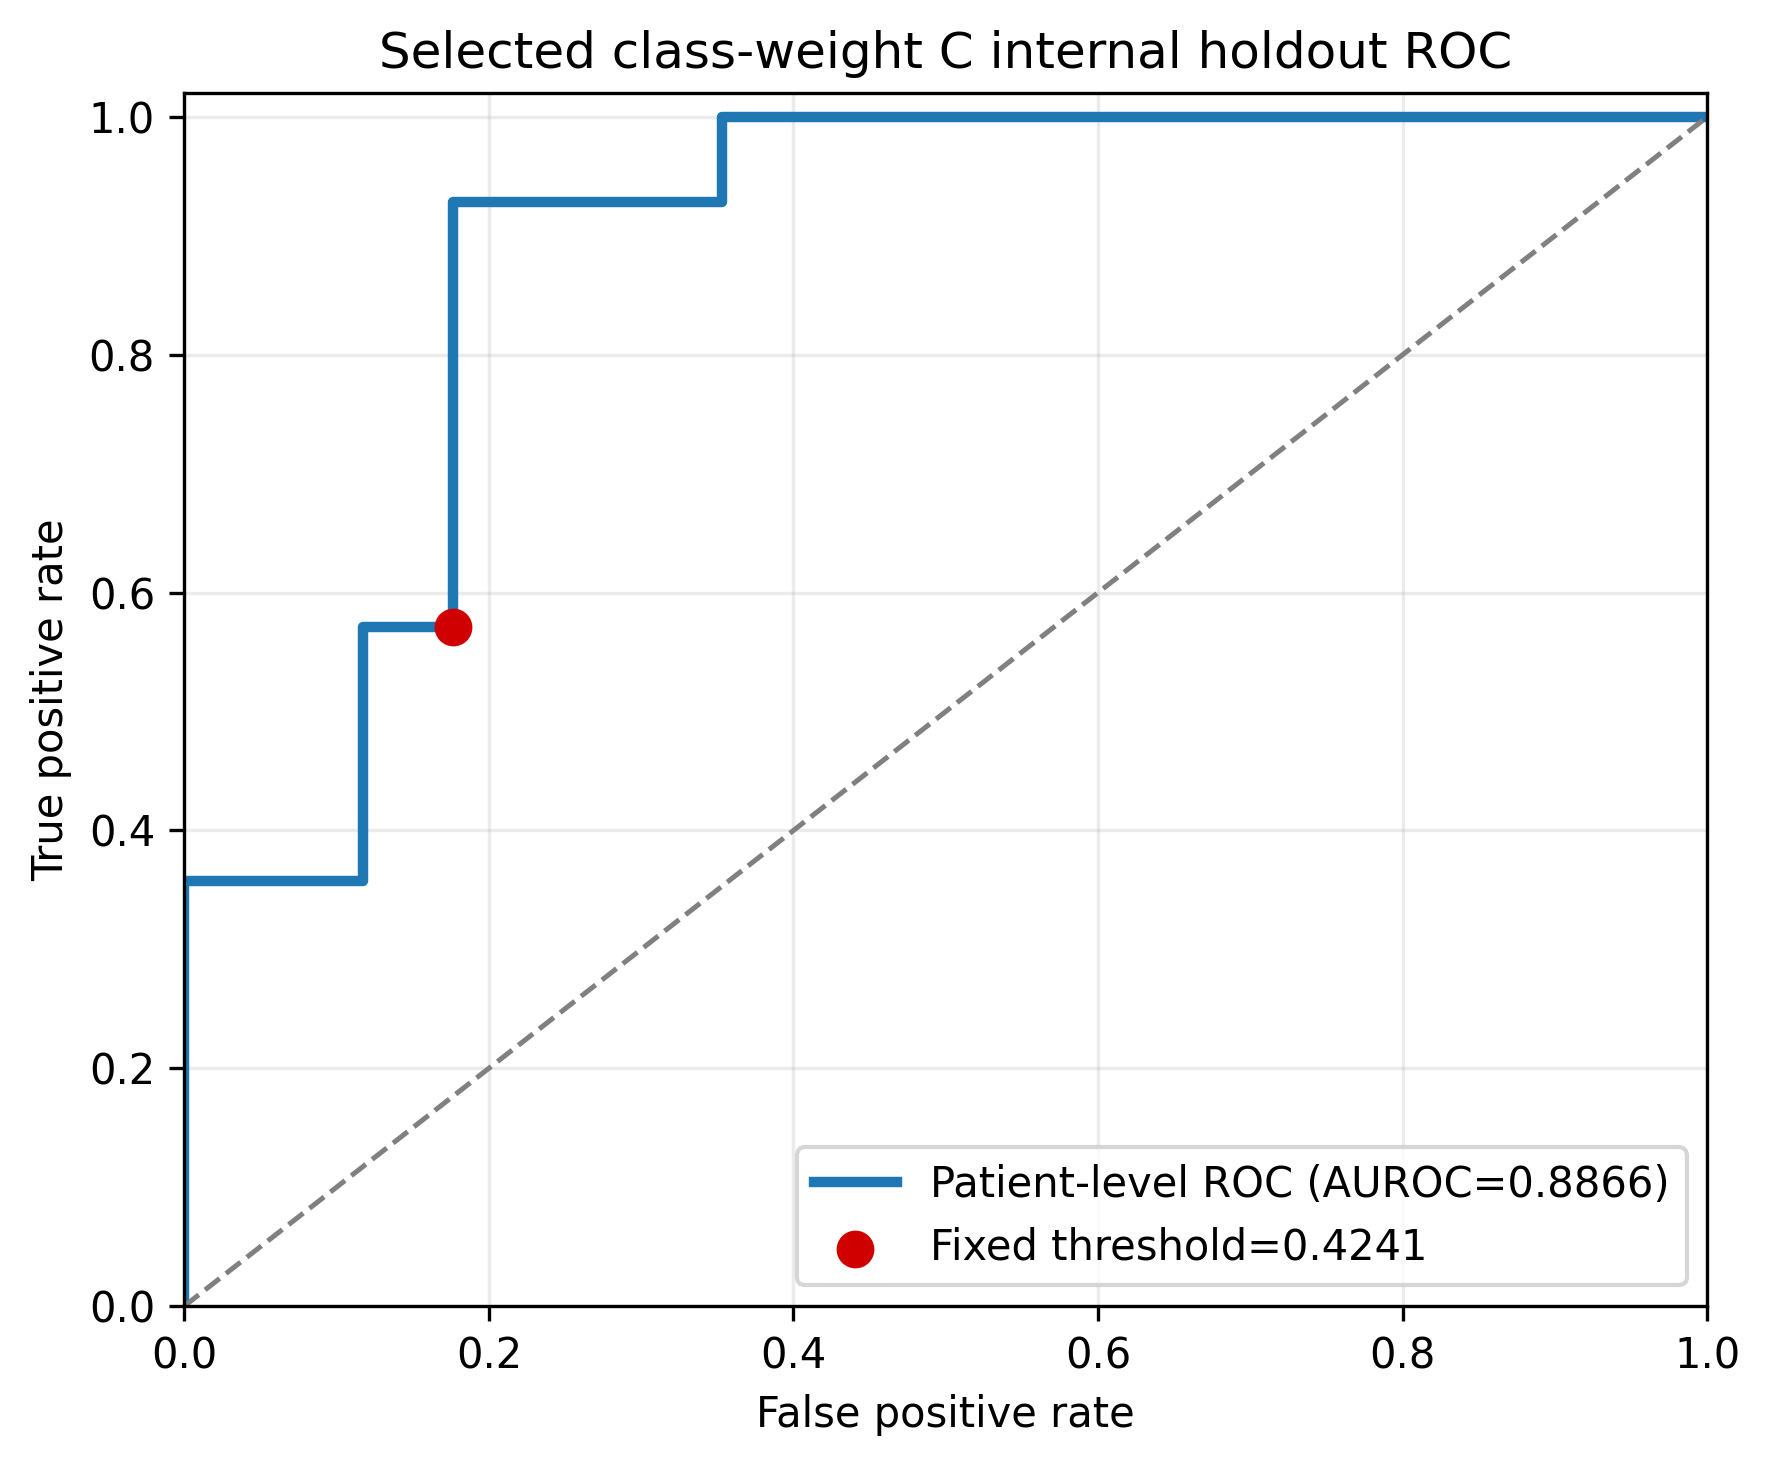 Selected class-weight C internal holdout ROC
1.0
0.8
0.6
0.4
0.2
0.0
True positive rate
Patient-level ROC (AUROC=0.8866)
Fixed threshold=0.4241
0.0 0.2 0.4 0.6 0.8 1.0
False positive rate